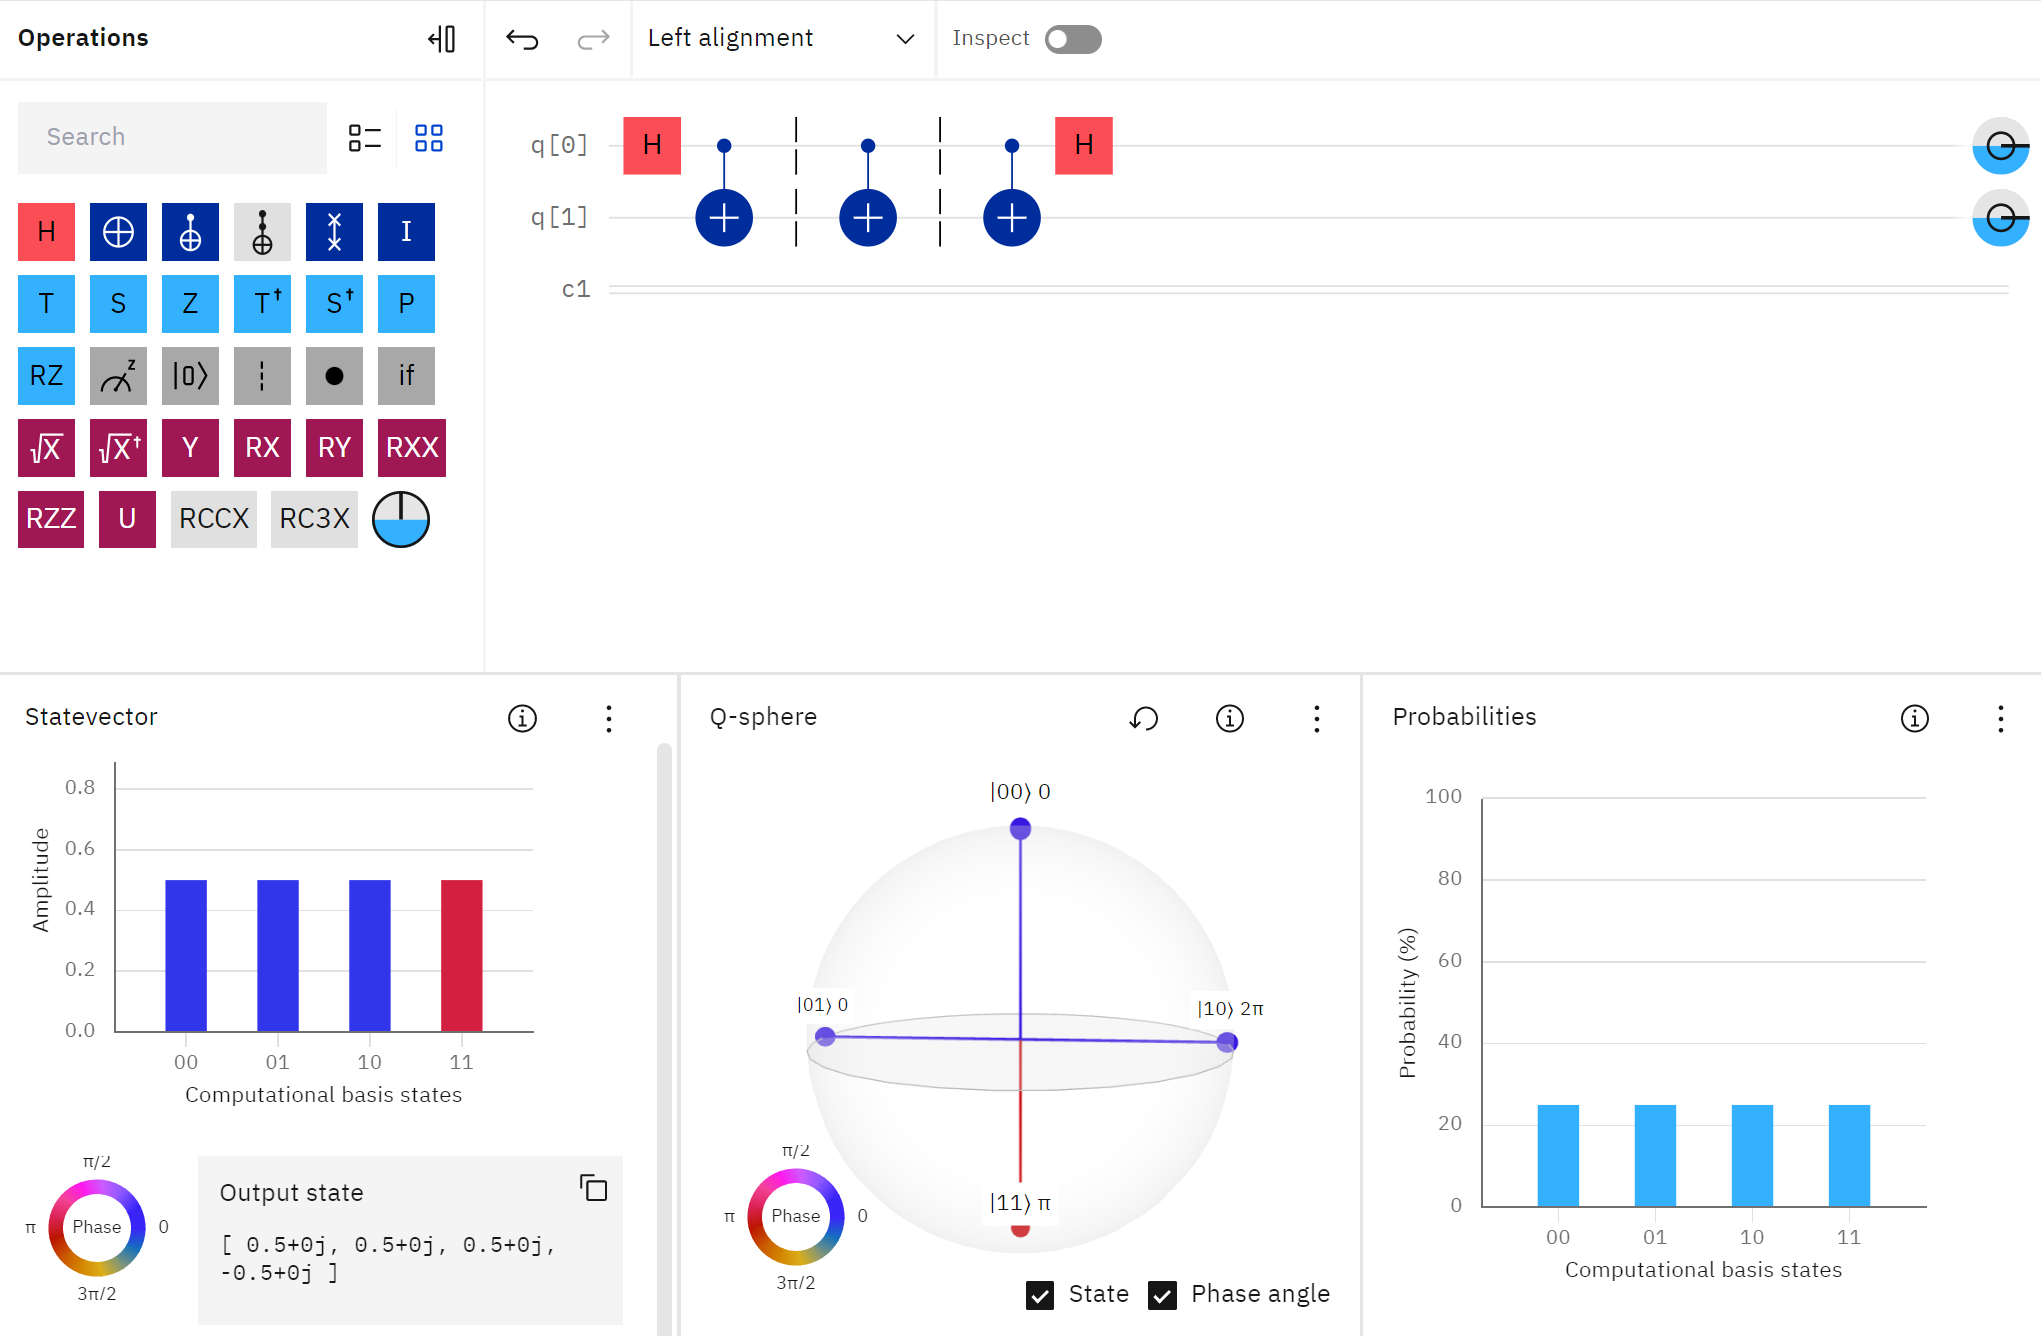 Operations
Left alignment
Inspect
Search
H
I
T S Z T† S† P
RZ z |0⟩ if
√X √X† Y RX RY RXX
RZZ U RCCX RC3X
q[0] H H
q[1]
c1
Statevector
Amplitude
0.8
0.6
0.4
0.2
0.0
00 01 10 11
Computational basis states
π/2
π Phase 0
3π/2
Output state
[ 0.5+0j, 0.5+0j, 0.5+0j,
-0.5+0j ]
Q-sphere
|00⟩ 0
|01⟩ 0
|10⟩ 2π
|11⟩ π
π/2
π Phase 0
3π/2
State Phase angle
Probabilities
Probability (%)
100
80
60
40
20
0
00 01 10 11
Computational basis states